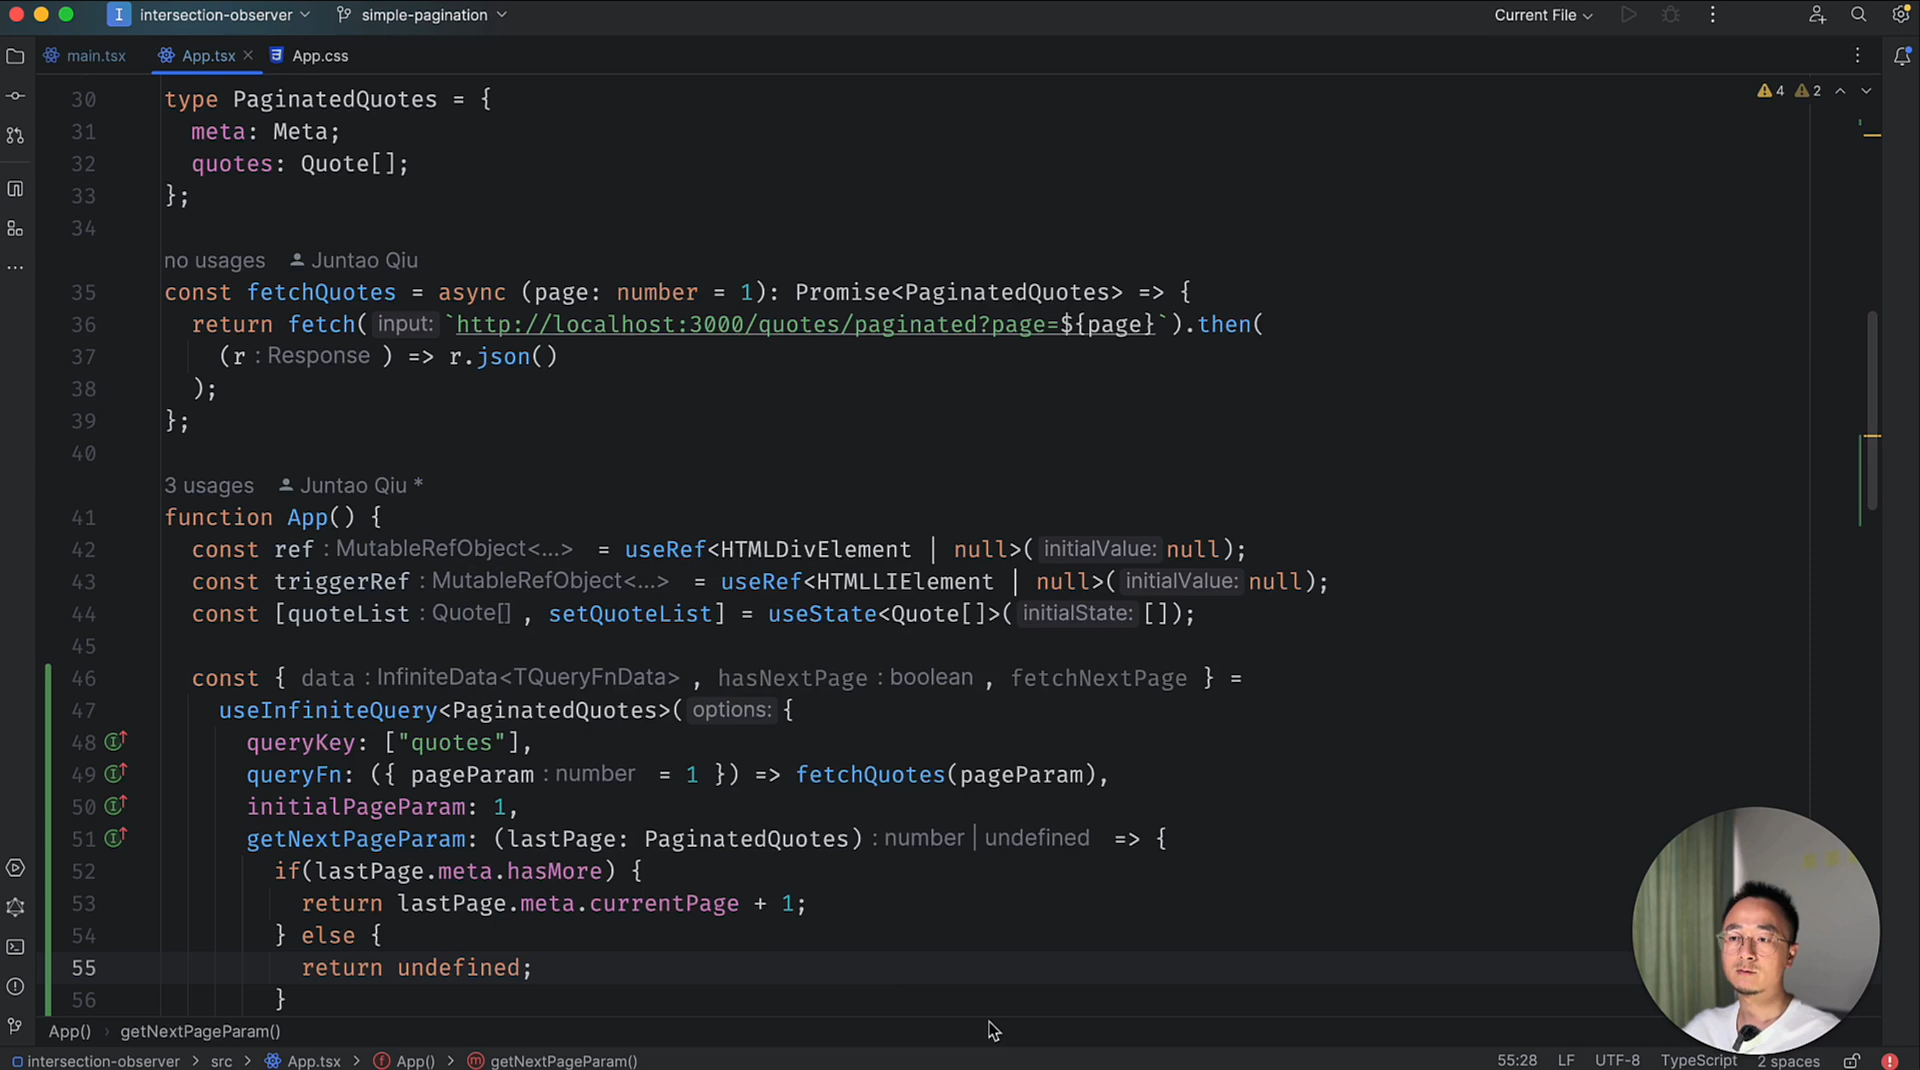 I intersection-observer simple-pagination Current File
main.tsx App.tsx App.css
4 2
30 type PaginatedQuotes = {
31 meta: Meta;
32 quotes: Quote[];
33 };
34
no usages Juntao Qiu
35 const fetchQuotes = async (page: number = 1): Promise<PaginatedQuotes> => {
36 return fetch( input: `http://localhost:3000/quotes/paginated?page=${page}`).then(
37 (r : Response ) => r.json()
38 );
39 };
40
3 usages Juntao Qiu *
41 function App() {
42 const ref : MutableRefObject<...> = useRef<HTMLDivElement | null>( initialValue: null);
43 const triggerRef : MutableRefObject<...> = useRef<HTMLLIElement | null>( initialValue: null);
44 const [quoteList : Quote[] , setQuoteList] = useState<Quote[]>( initialState: []);
45
46 const { data : InfiniteData<TQueryFnData> , hasNextPage : boolean , fetchNextPage } =
47 useInfiniteQuery<PaginatedQuotes>( options: {
48 queryKey: ["quotes"],
49 queryFn: ({ pageParam : number = 1 }) => fetchQuotes(pageParam),
50 initialPageParam: 1,
51 getNextPageParam: (lastPage: PaginatedQuotes) : number | undefined => {
52 if(lastPage.meta.hasMore) {
53 return lastPage.meta.currentPage + 1;
54 } else {
55 return undefined;
56 }
App() › getNextPageParam()
intersection-observer > src > App.tsx > App() > getNextPageParam() 55:28 LF UTF-8 TypeScript 2 spaces